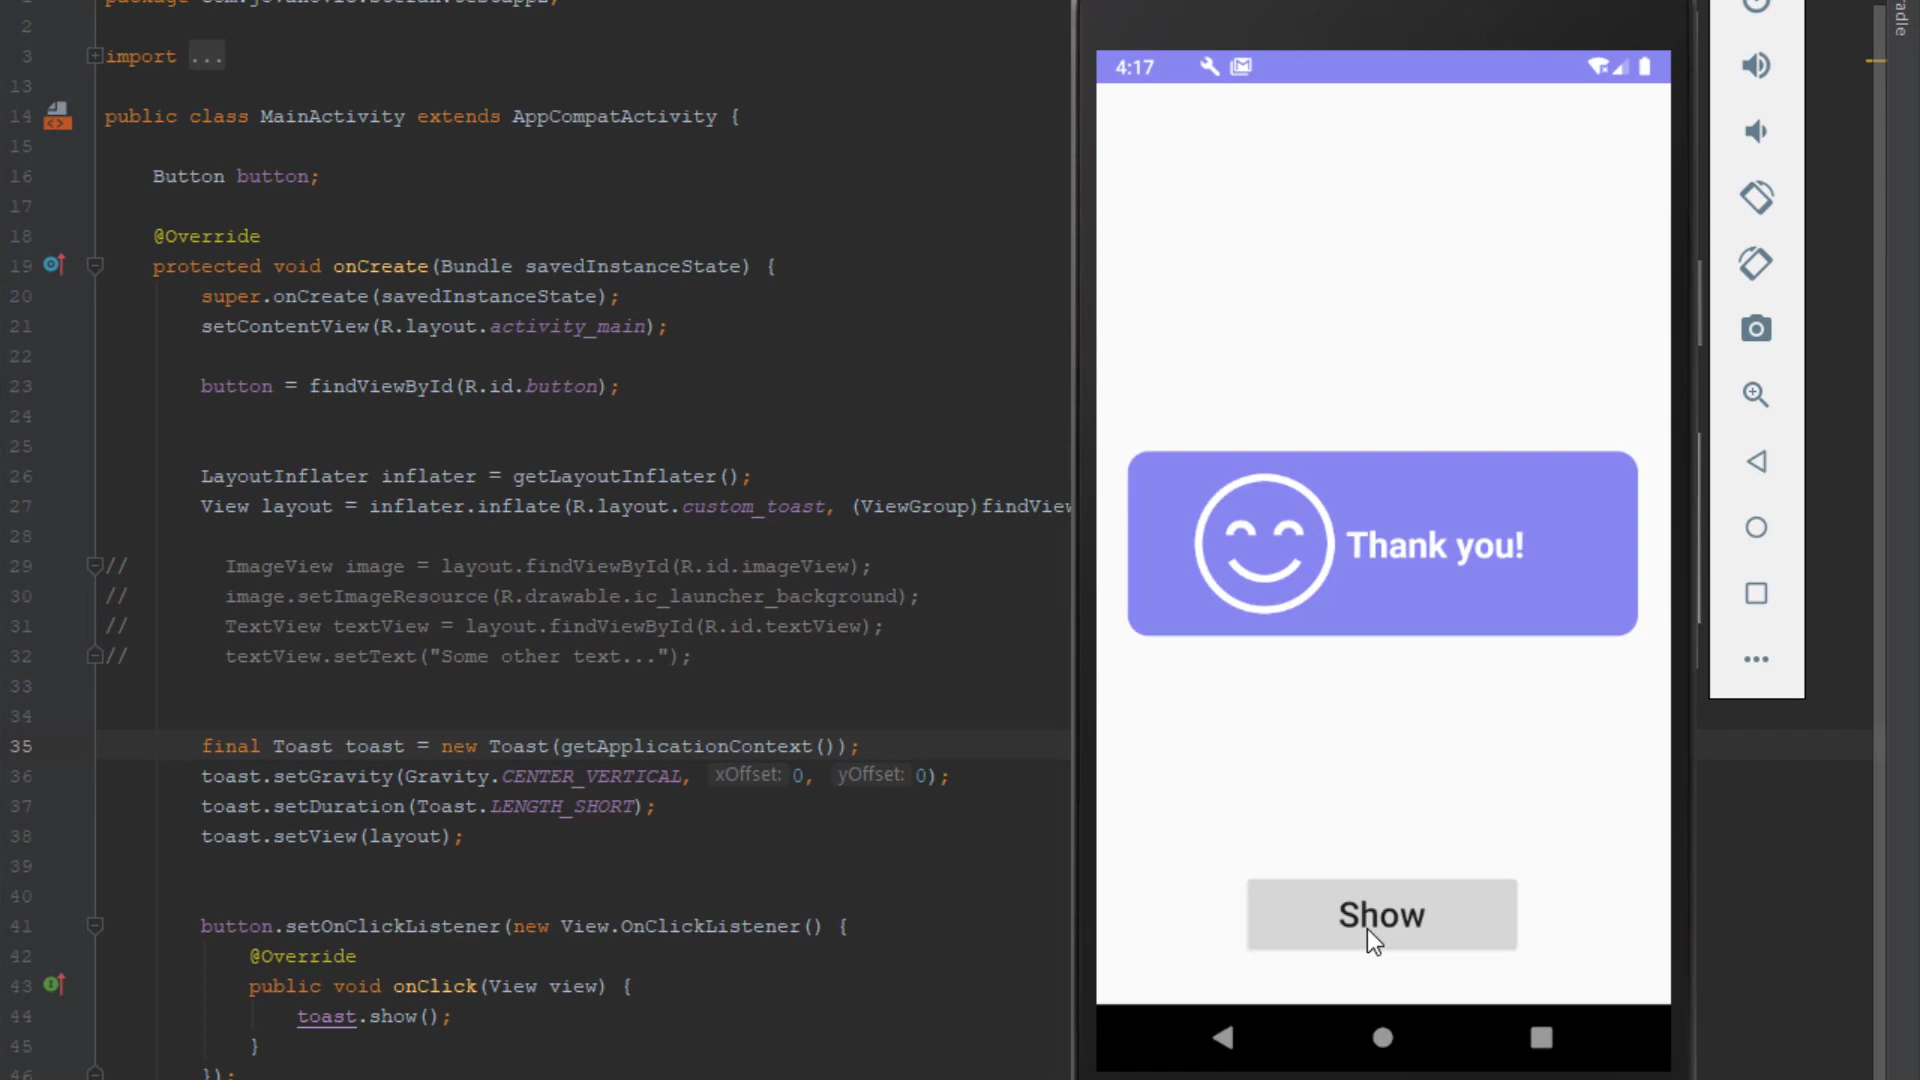 2
3 import ...
13
14 public class MainActivity extends AppCompatActivity {
15
16 Button button;
17
18 @Override
19 protected void onCreate(Bundle savedInstanceState) {
20 super.onCreate(savedInstanceState);
21 setContentView(R.layout.activity_main);
22
23 button = findViewById(R.id.button);
24
25
26 LayoutInflater inflater = getLayoutInflater();
27 View layout = inflater.inflate(R.layout.custom_toast, (ViewGroup)findView
28
29 // ImageView image = layout.findViewById(R.id.imageView);
30 // image.setImageResource(R.drawable.ic_launcher_background);
31 // TextView textView = layout.findViewById(R.id.textView);
32 // textView.setText("Some other text...");
33
34
35 final Toast toast = new Toast(getApplicationContext());
36 toast.setGravity(Gravity.CENTER_VERTICAL, xOffset: 0, yOffset: 0);
37 toast.setDuration(Toast.LENGTH_SHORT);
38 toast.setView(layout);
39
40
41 button.setOnClickListener(new View.OnClickListener() {
42 @Override
43 public void onClick(View view) {
44 toast.show();
45 }
46 });
4:17
Thank you!
Show